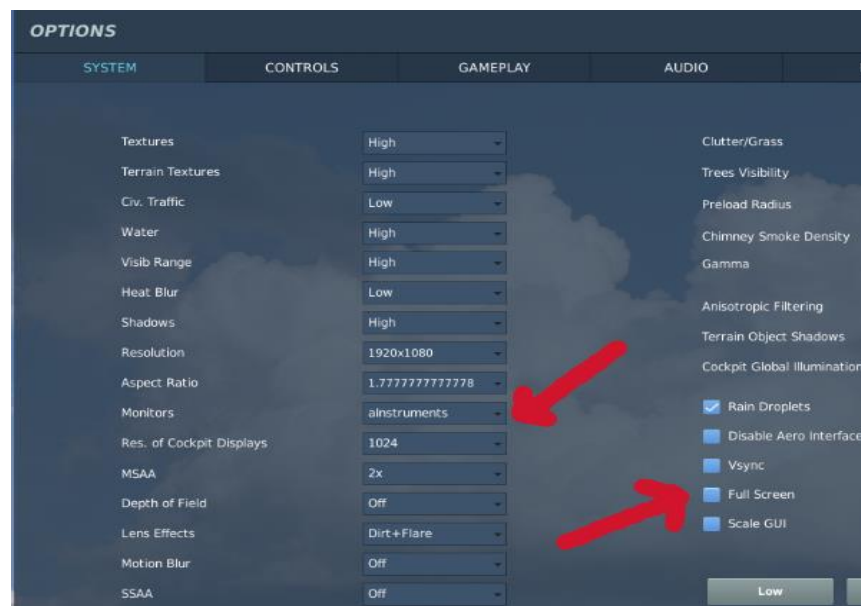 OPTIONS
SYSTEM CONTROLS GAMEPLAY AUDIO
Textures High
Terrain Textures High
Civ. Traffic Low
Water High
Visib Range High
Heat Blur Low
Shadows High
Resolution 1920x1080
Aspect Ratio 1.7777777777778
Monitors aInstruments
Res. of Cockpit Displays 1024
MSAA 2x
Depth of Field Off
Lens Effects Dirt+Flare
Motion Blur Off
SSAA Off
Clutter/Grass
Trees Visibility
Preload Radius
Chimney Smoke Density
Gamma
Anisotropic Filtering
Terrain Object Shadows
Cockpit Global Illumination
Rain Droplets
Disable Aero Interface
Vsync
Full Screen
Scale GUI
Low